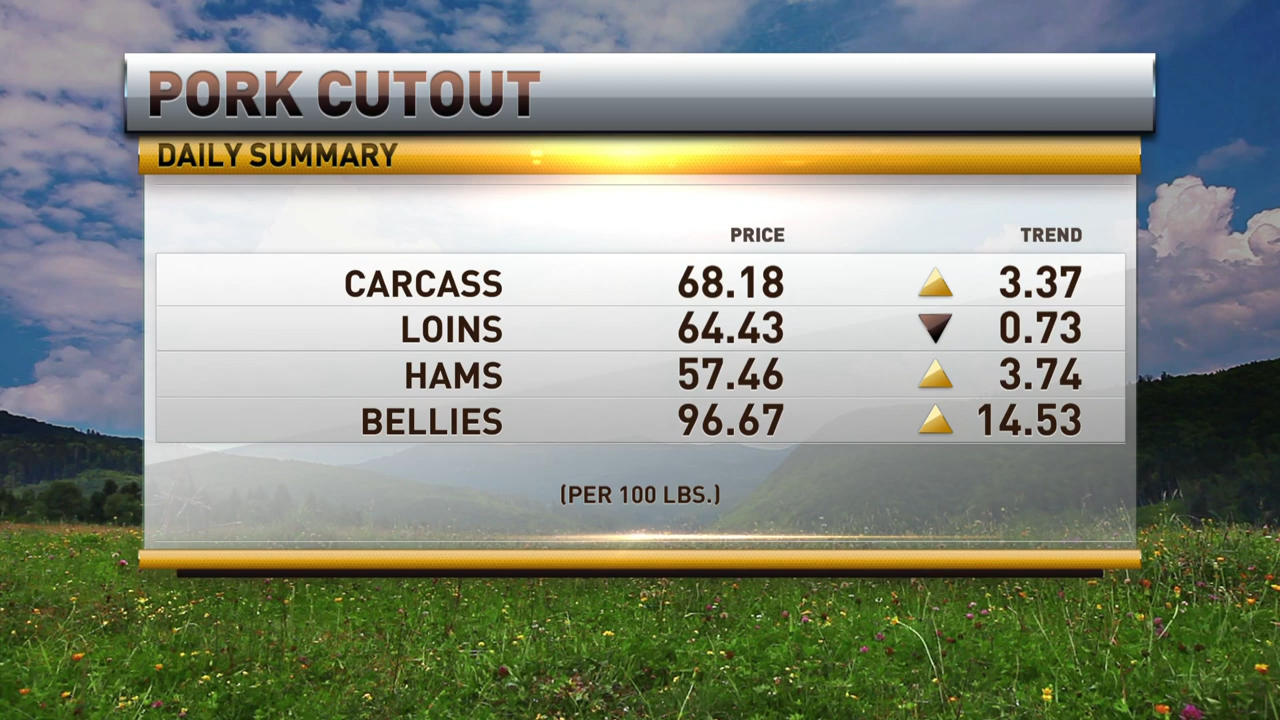 PORK CUTOUT
DAILY SUMMARY
PRICE TREND
CARCASS 68.18 3.37
LOINS 64.43 0.73
HAMS 57.46 3.74
BELLIES 96.67 14.53
(PER 100 LBS.)